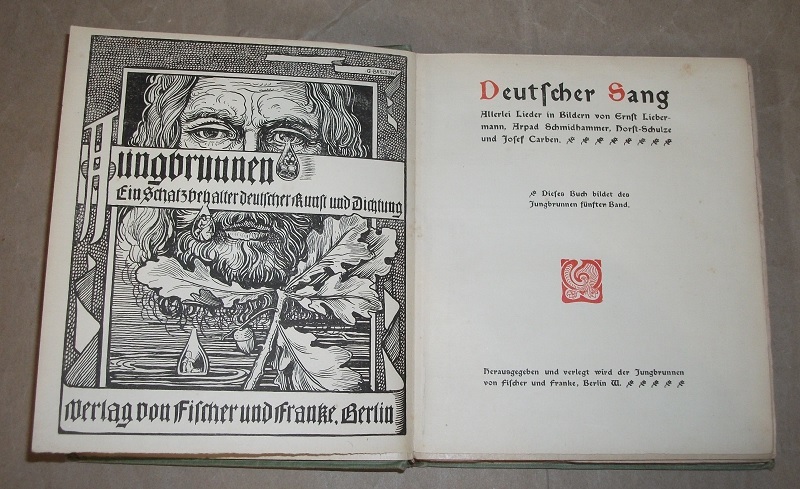 Jungbrunnen
Ein Schatzbehalter deutscher Kunst und Dichtung
Verlag von Fischer und Franke, Berlin
Deutscher Sang
Allerlei Lieder in Bildern von Ernst Lieber-
mann, Arpad Schmidhammer, Horst-Schulze
und Josef Carben.
Dieses Buch bildet des
Jungbrunnen fünften Band.
Herausgegeben und verlegt wird der Jungbrunnen
von Fischer und Franke, Berlin W.